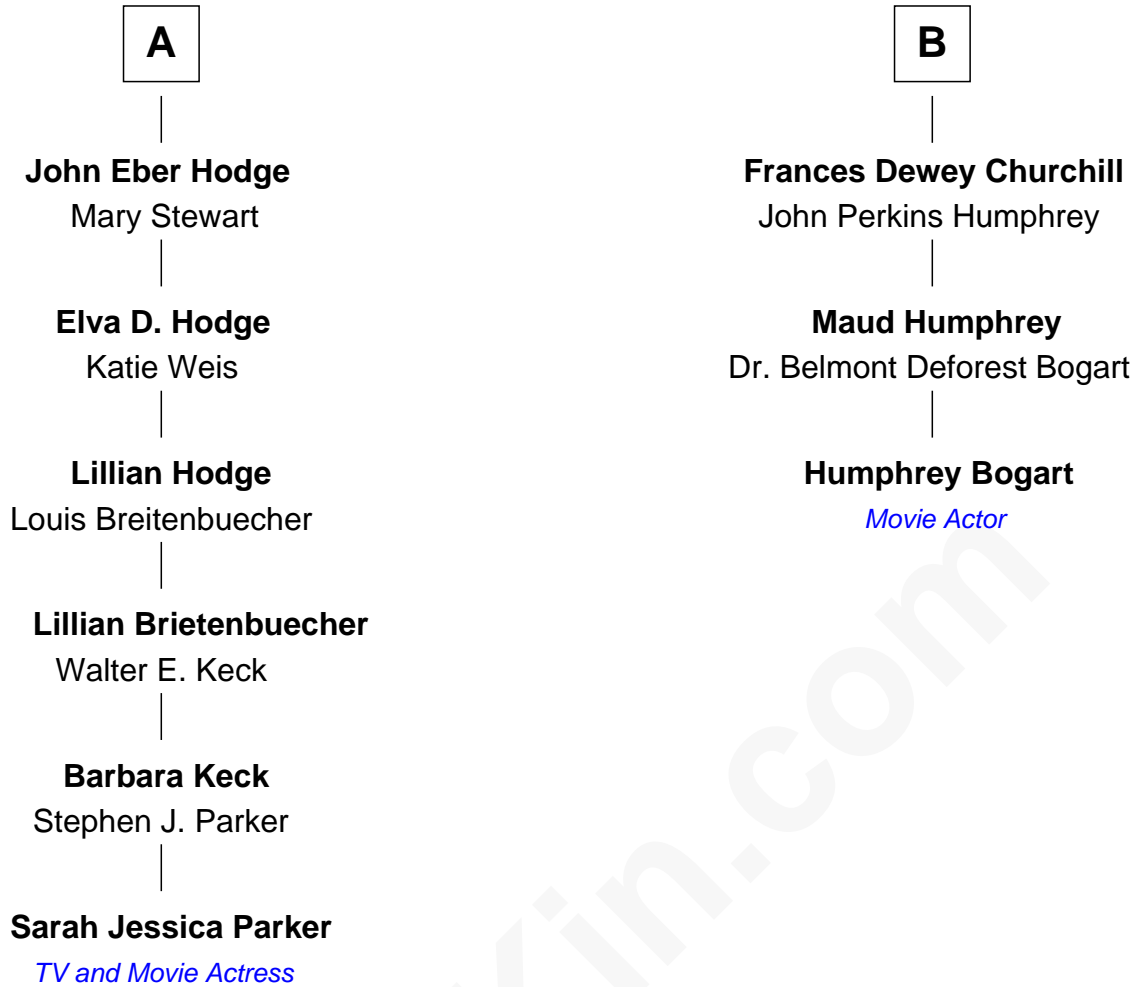 A
John Eber Hodge
Mary Stewart
Elva D. Hodge
Katie Weis
Lillian Hodge
Louis Breitenbuecher
Lillian Brietenbuecher
Walter E. Keck
Barbara Keck
Stephen J. Parker
Sarah Jessica Parker
TV and Movie Actress
B
Frances Dewey Churchill
John Perkins Humphrey
Maud Humphrey
Dr. Belmont Deforest Bogart
Humphrey Bogart
Movie Actor
kin.com